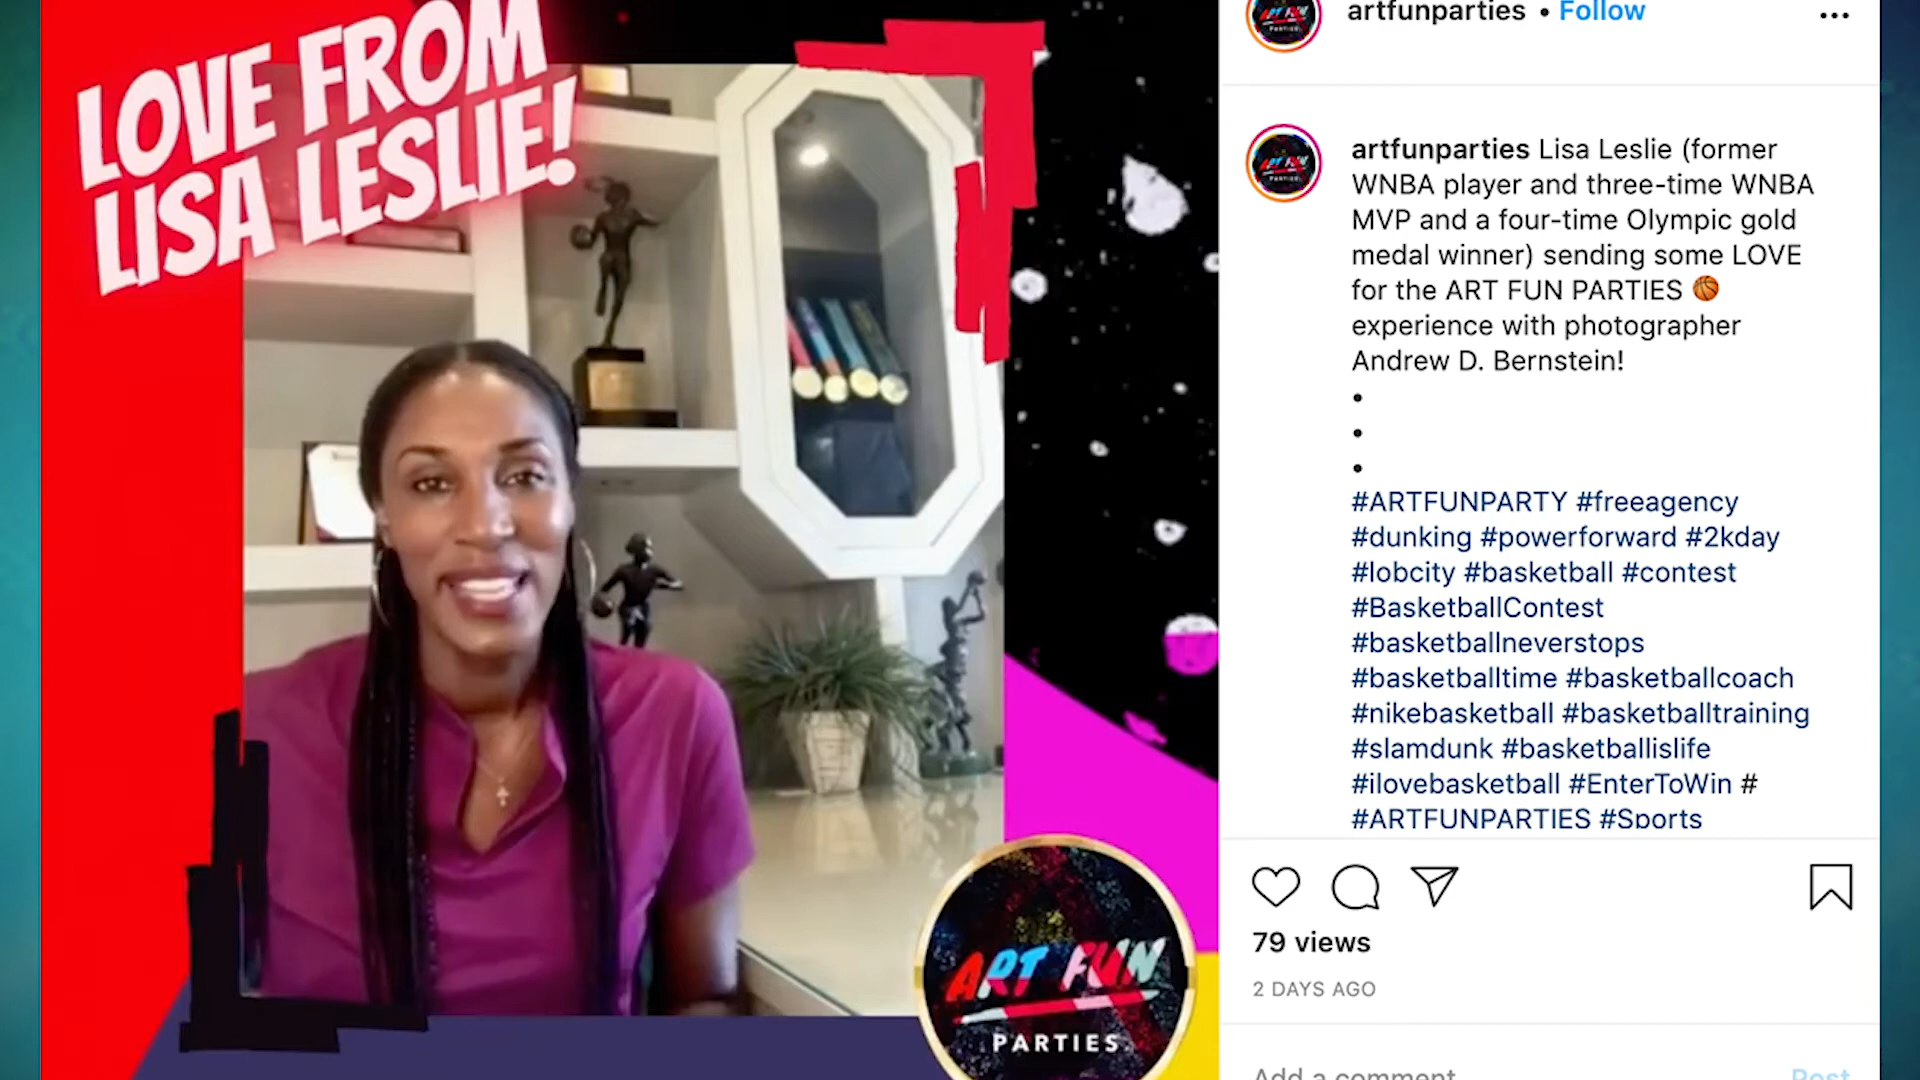 LOVE FROM
LISA LESLIE!
ART FUN
PARTIES
artfunparties • Follow
artfunparties Lisa Leslie (former
WNBA player and three-time WNBA
MVP and a four-time Olympic gold
medal winner) sending some LOVE
for the ART FUN PARTIES 🏀
experience with photographer
Andrew D. Bernstein!
•
•
•
#ARTFUNPARTY #freeagency
#dunking #powerforward #2kday
#lobcity #basketball #contest
#BasketballContest
#basketballneverstops
#basketballtime #basketballcoach
#nikebasketball #basketballtraining
#slamdunk #basketballislife
#ilovebasketball #EnterToWin #
#ARTFUNPARTIES #Sports
79 views
2 DAYS AGO
Add a comment
Post